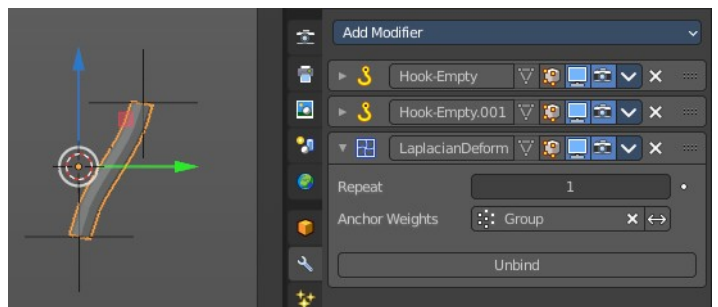 Add Modifier
Hook-Empty
Hook-Empty.001
LaplacianDeform
Repeat 1
Anchor Weights Group
Unbind